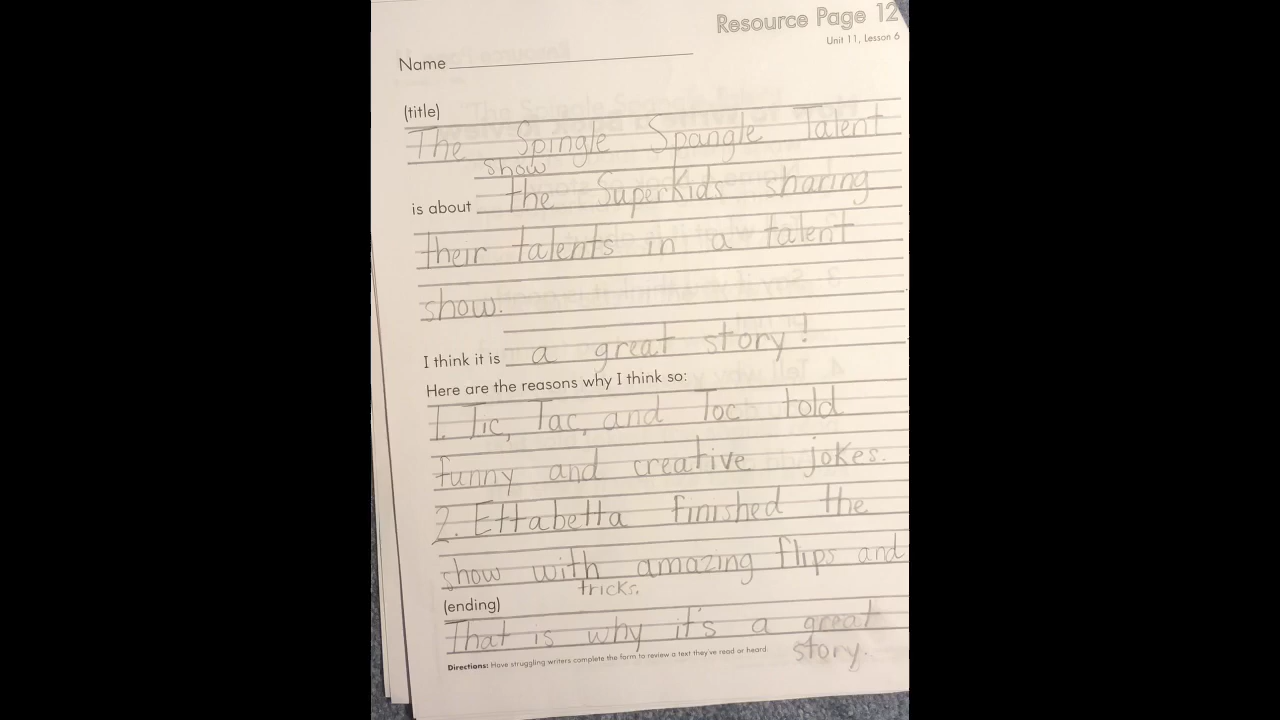 Resource Page 12
Unit 11, Lesson 6
Name
(title)
The Spingle Spangle Talent
show
is about the Superkids sharing
their talents in a talent
show.
I think it is a great story!
Here are the reasons why I think so:
1. Tic, Tac, and Toc told
funny and creative jokes.
2. Ettabetta finished the
show with amazing flips and
tricks.
(ending)
That is why it's a great
story.
Directions: Have struggling writers complete the form to review a text they've read or heard.